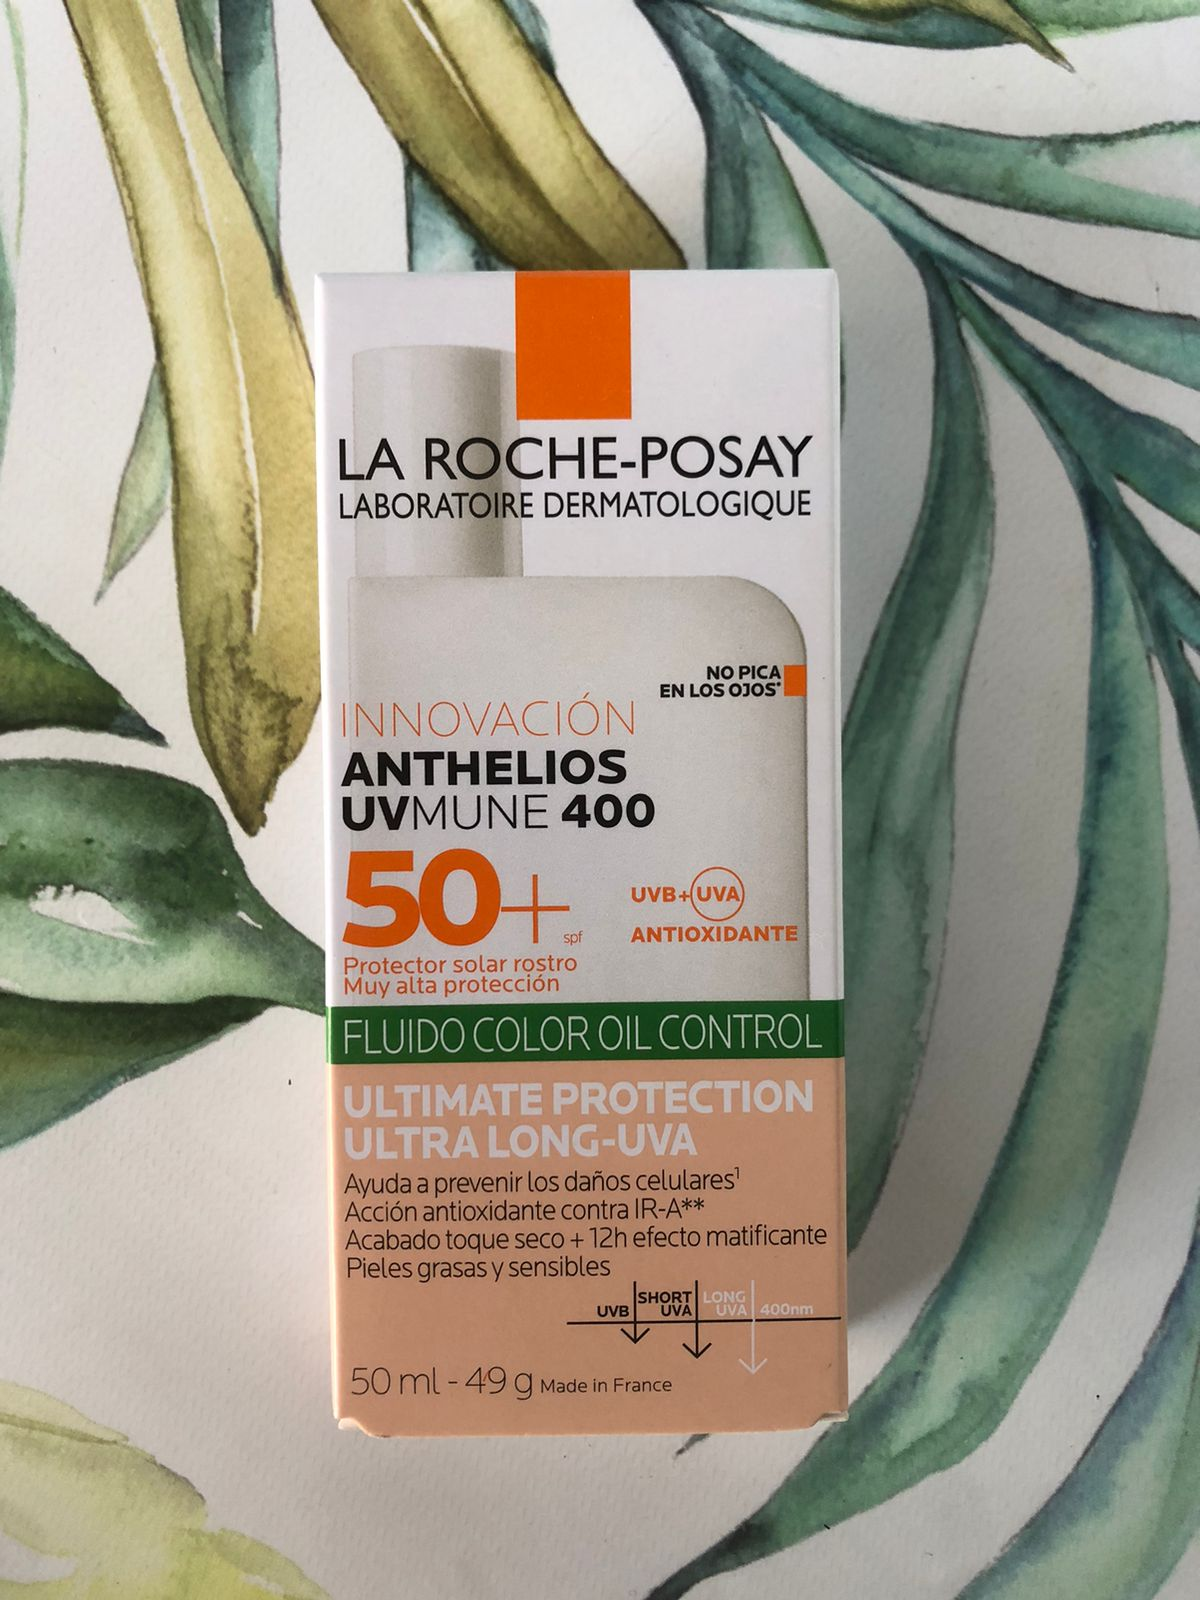 LA ROCHE-POSAY
LABORATOIRE DERMATOLOGIQUE
NO PICA
EN LOS OJOS*
INNOVACIÓN
ANTHELIOS
UVMUNE 400
50+ spf
UVB+UVA
ANTIOXIDANTE
Protector solar rostro
Muy alta protección
FLUIDO COLOR OIL CONTROL
ULTIMATE PROTECTION
ULTRA LONG-UVA
Ayuda a prevenir los daños celulares¹
Acción antioxidante contra IR-A**
Acabado toque seco + 12h efecto matificante
Pieles grasas y sensibles
UVB SHORT UVA LONG UVA 400nm
50 ml - 49 g Made in France